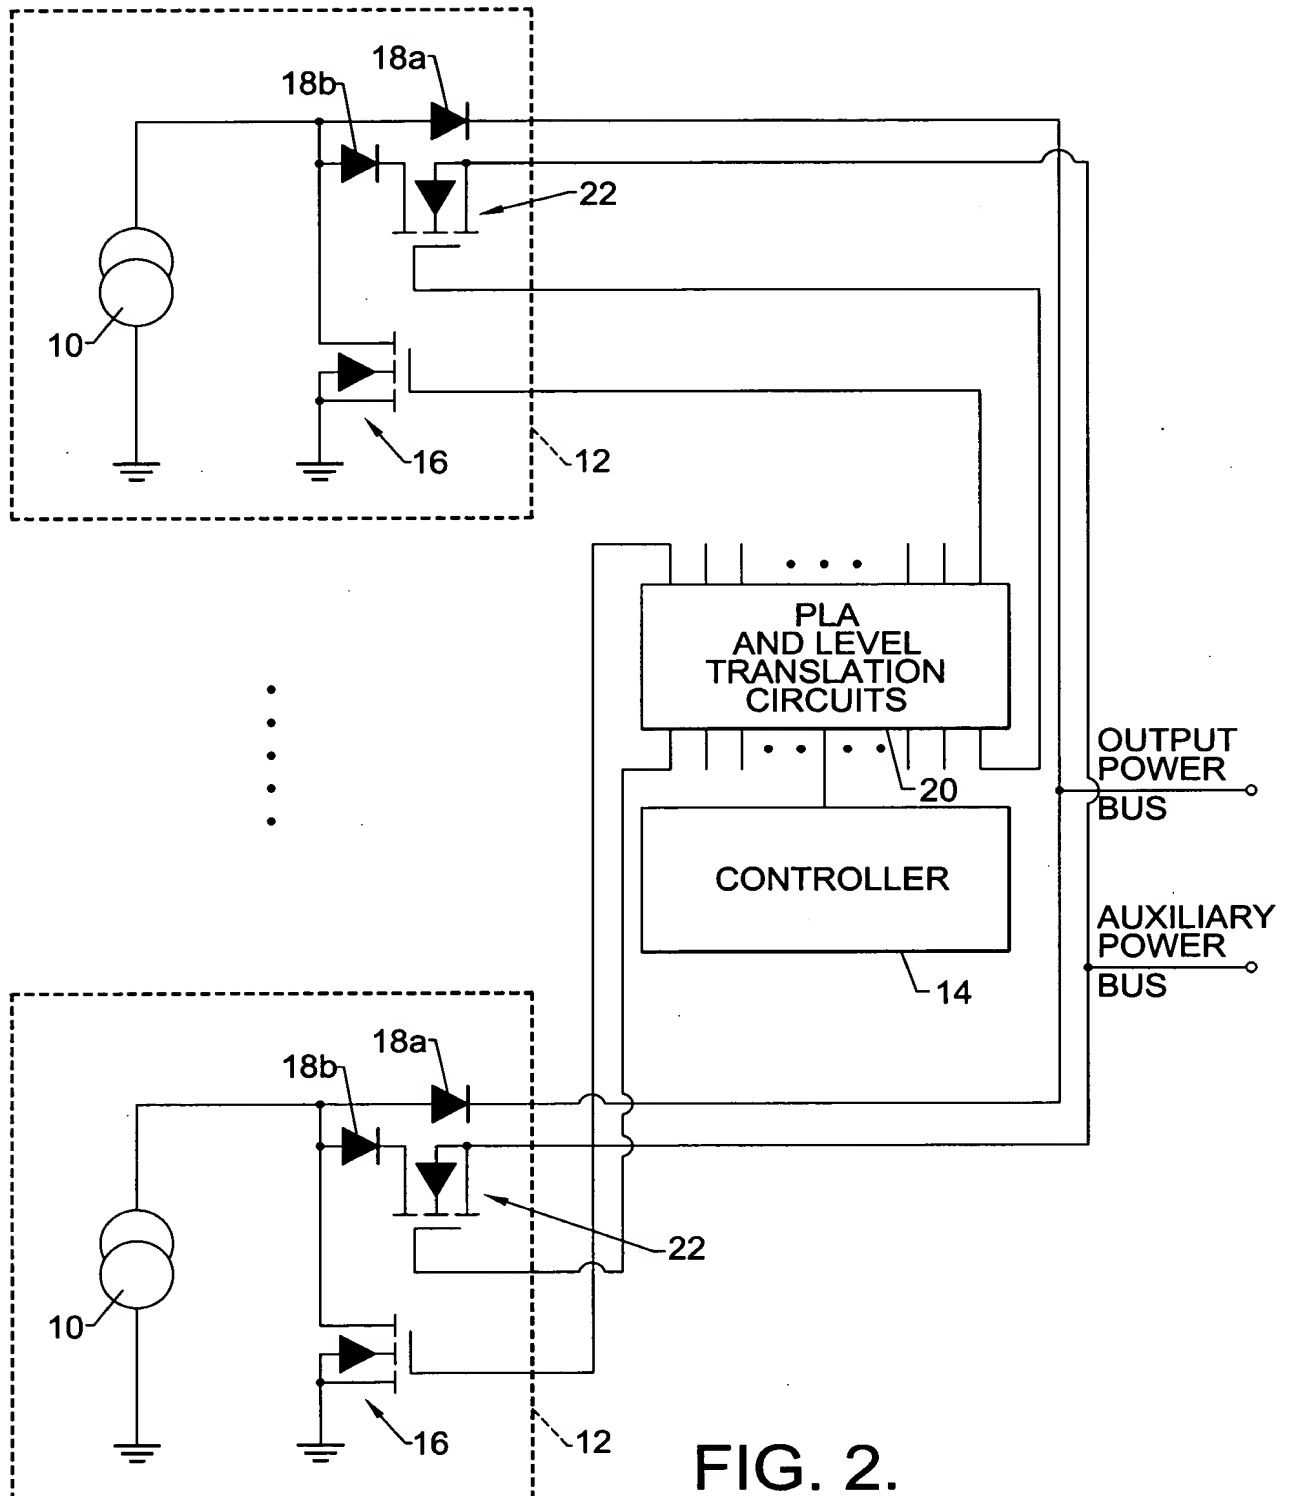 18a
18b
22
10
16
12
PLA
AND LEVEL
TRANSLATION
CIRCUITS
20
OUTPUT
POWER
BUS
CONTROLLER
14
AUXILIARY
POWER
BUS
18a
18b
22
10
16
12
FIG. 2.